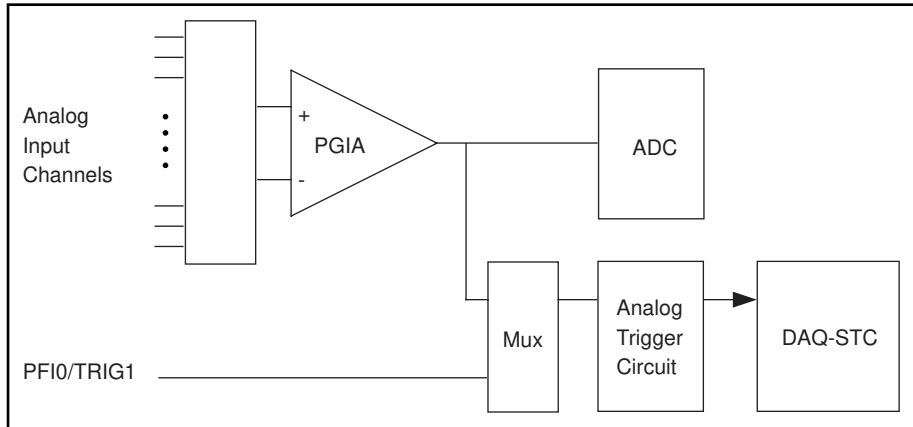 Analog
Input
Channels
+
-
PGIA
ADC
Mux
Analog
Trigger
Circuit
DAQ-STC
PFI0/TRIG1